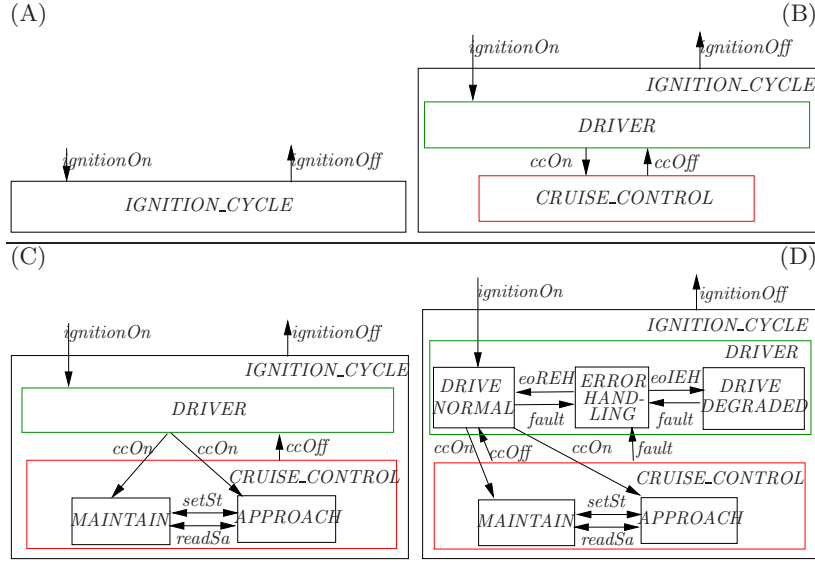 (A)
ignitionOn
ignitionOff
IGNITION_CYCLE
(B)
ignitionOn
ignitionOff
IGNITION_CYCLE
DRIVER
ccOn
ccOff
CRUISE_CONTROL
(C)
ignitionOn
ignitionOff
IGNITION_CYCLE
DRIVER
ccOn
ccOn
ccOff
CRUISE_CONTROL
MAINTAIN
setSt
readSa
APPROACH
(D)
ignitionOn
ignitionOff
IGNITION_CYCLE
DRIVER
DRIVE
NORMAL
eoREH
fault
ERROR
HAND-
LING
eoIEH
fault
DRIVE
DEGRADED
ccOn
ccOff
ccOn
fault
CRUISE_CONTROL
MAINTAIN
setSt
readSa
APPROACH